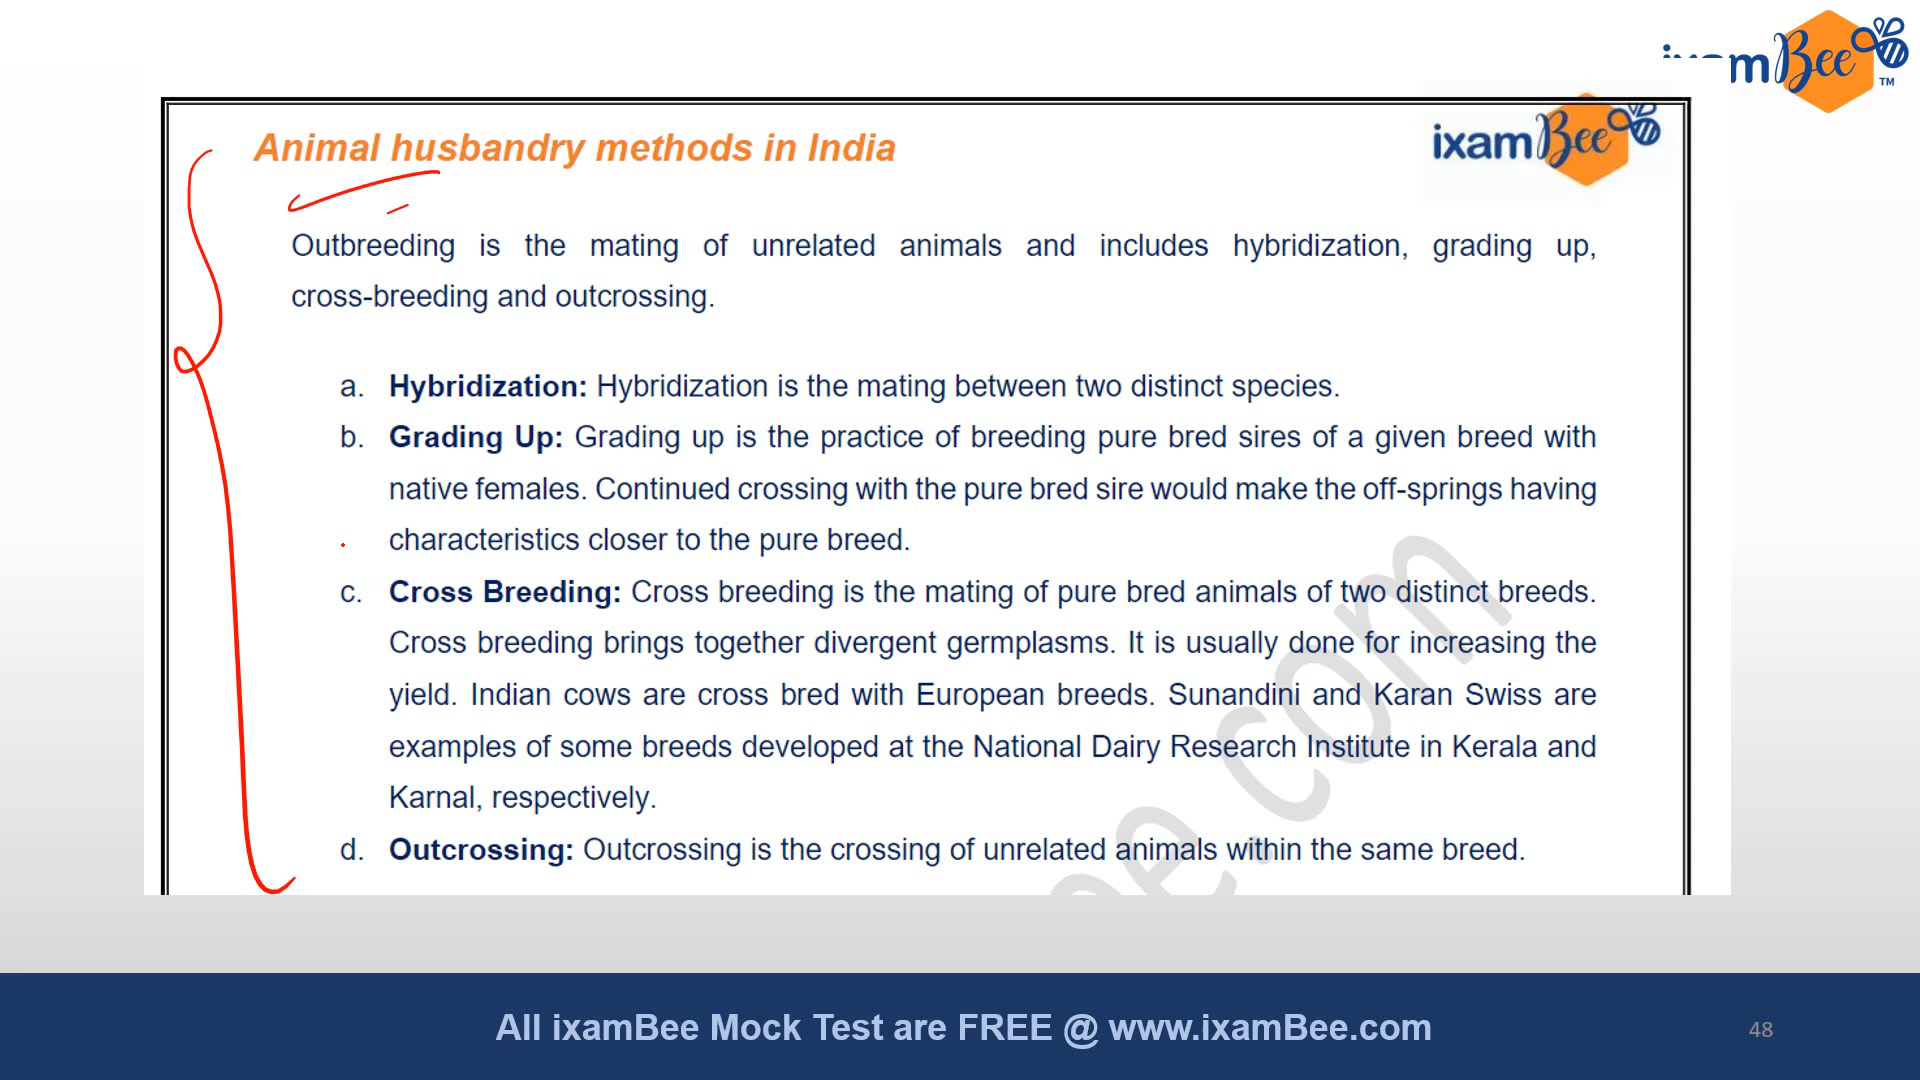 ixamBee TM
Animal husbandry methods in India
ixamBee
Outbreeding is the mating of unrelated animals and includes hybridization, grading up,
cross-breeding and outcrossing.
a. Hybridization: Hybridization is the mating between two distinct species.
b. Grading Up: Grading up is the practice of breeding pure bred sires of a given breed with
native females. Continued crossing with the pure bred sire would make the off-springs having
characteristics closer to the pure breed.
c. Cross Breeding: Cross breeding is the mating of pure bred animals of two distinct breeds.
Cross breeding brings together divergent germplasms. It is usually done for increasing the
yield. Indian cows are cross bred with European breeds. Sunandini and Karan Swiss are
examples of some breeds developed at the National Dairy Research Institute in Kerala and
Karnal, respectively.
d. Outcrossing: Outcrossing is the crossing of unrelated animals within the same breed.
ee.com
All ixamBee Mock Test are FREE @ www.ixamBee.com
48